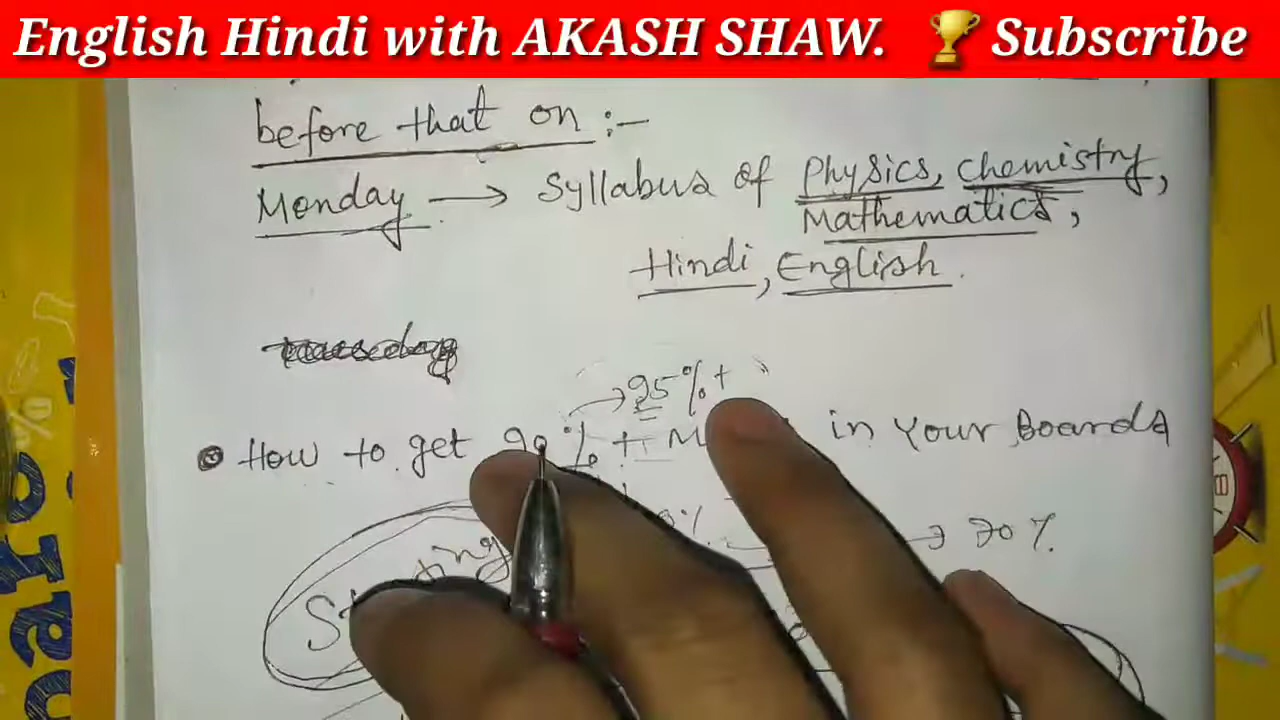 English Hindi with AKASH SHAW. 🏆 Subscribe
before that on :-
Monday → Syllabus of Physics, Chemistry,
Mathematics,
Hindi, English.
→ 95% +
• How to get 90% + in Your Boards
→ 70%